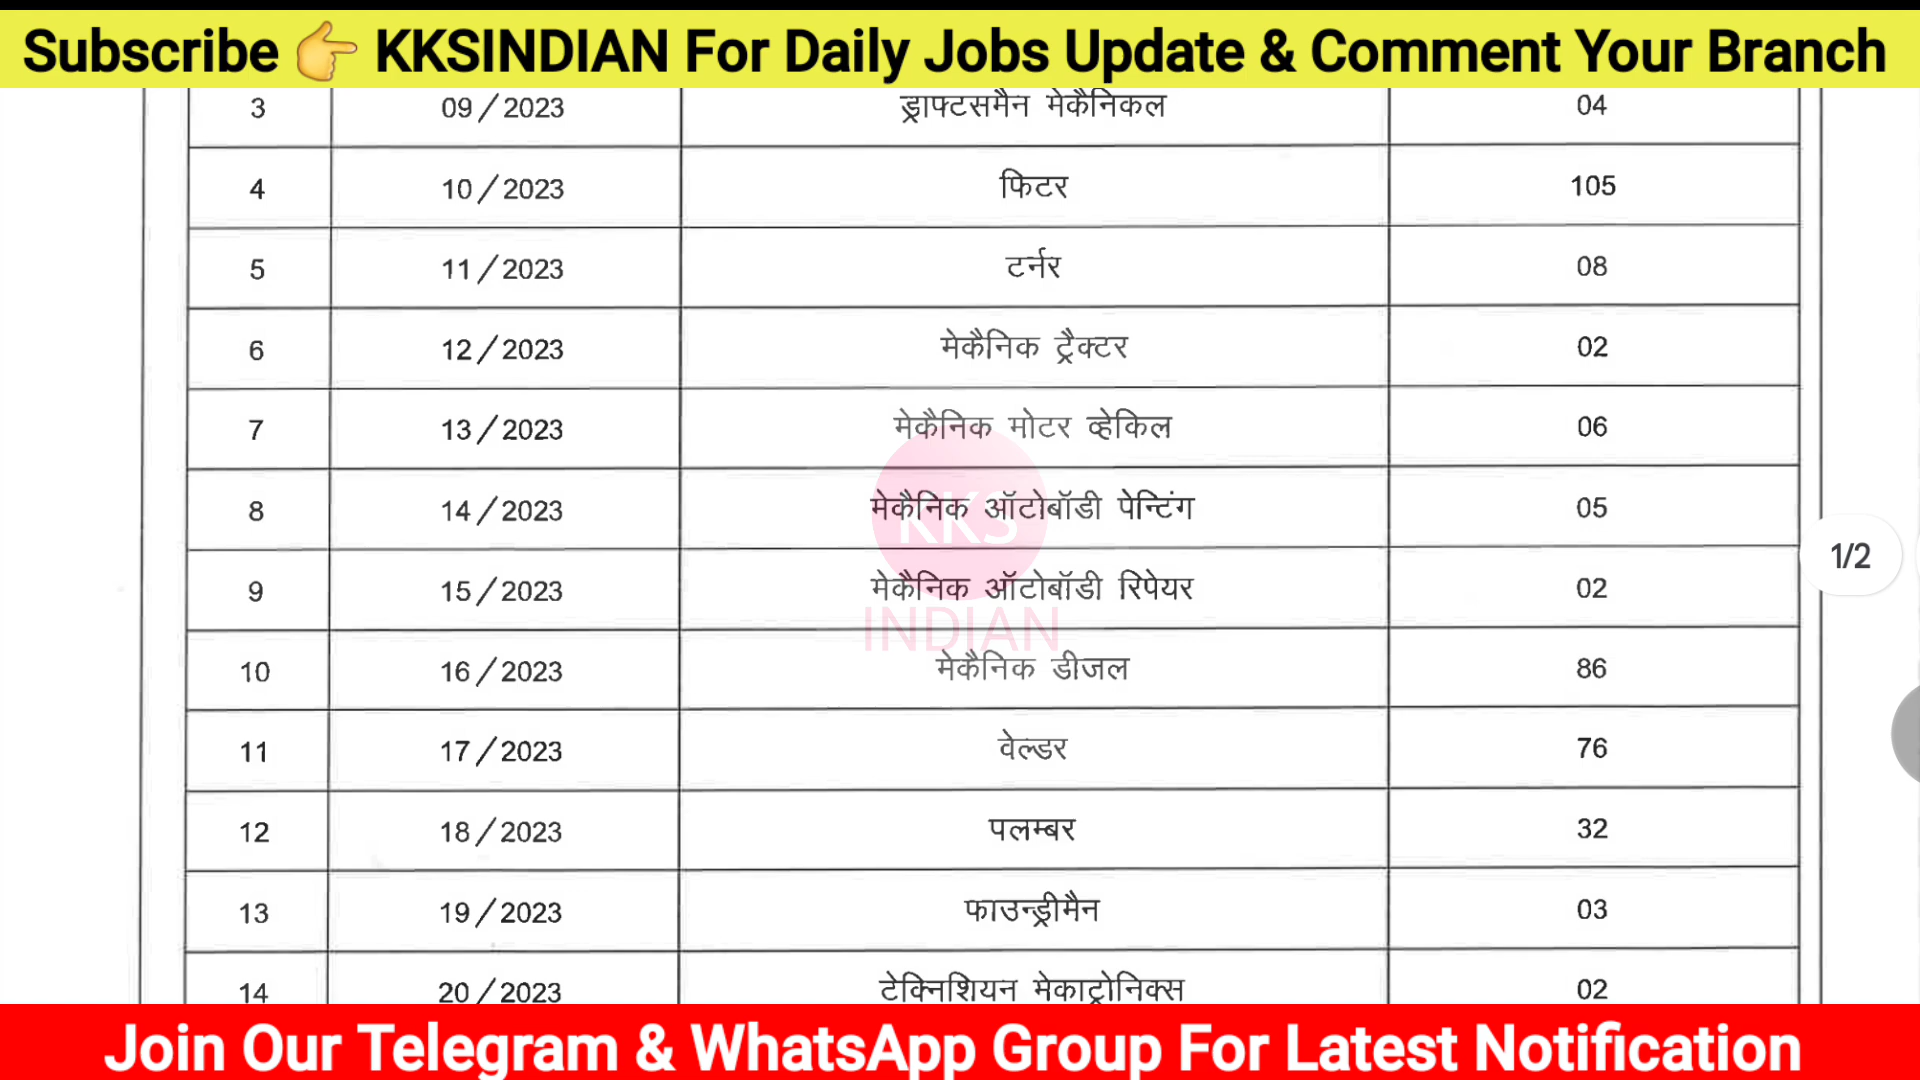 Subscribe 👉 KKSINDIAN For Daily Jobs Update & Comment Your Branch
3 09/2023 ड्राफ्टसमैन मेकैनिकल 04
4 10/2023 फिटर 105
5 11/2023 टर्नर 08
6 12/2023 मेकैनिक ट्रैक्टर 02
7 13/2023 मेकैनिक मोटर व्हेकिल 06
8 14/2023 मेकैनिक ऑटोबॉडी पेन्टिंग 05
KKS
1/2
9 15/2023 मेकैनिक ऑटोबॉडी रिपेयर 02
INDIAN
10 16/2023 मेकैनिक डीजल 86
11 17/2023 वेल्डर 76
12 18/2023 पलम्बर 32
13 19/2023 फाउन्ड्रीमैन 03
14 20/2023 टेक्निशियन मेकाट्रोनिक्स 02
Join Our Telegram & WhatsApp Group For Latest Notification